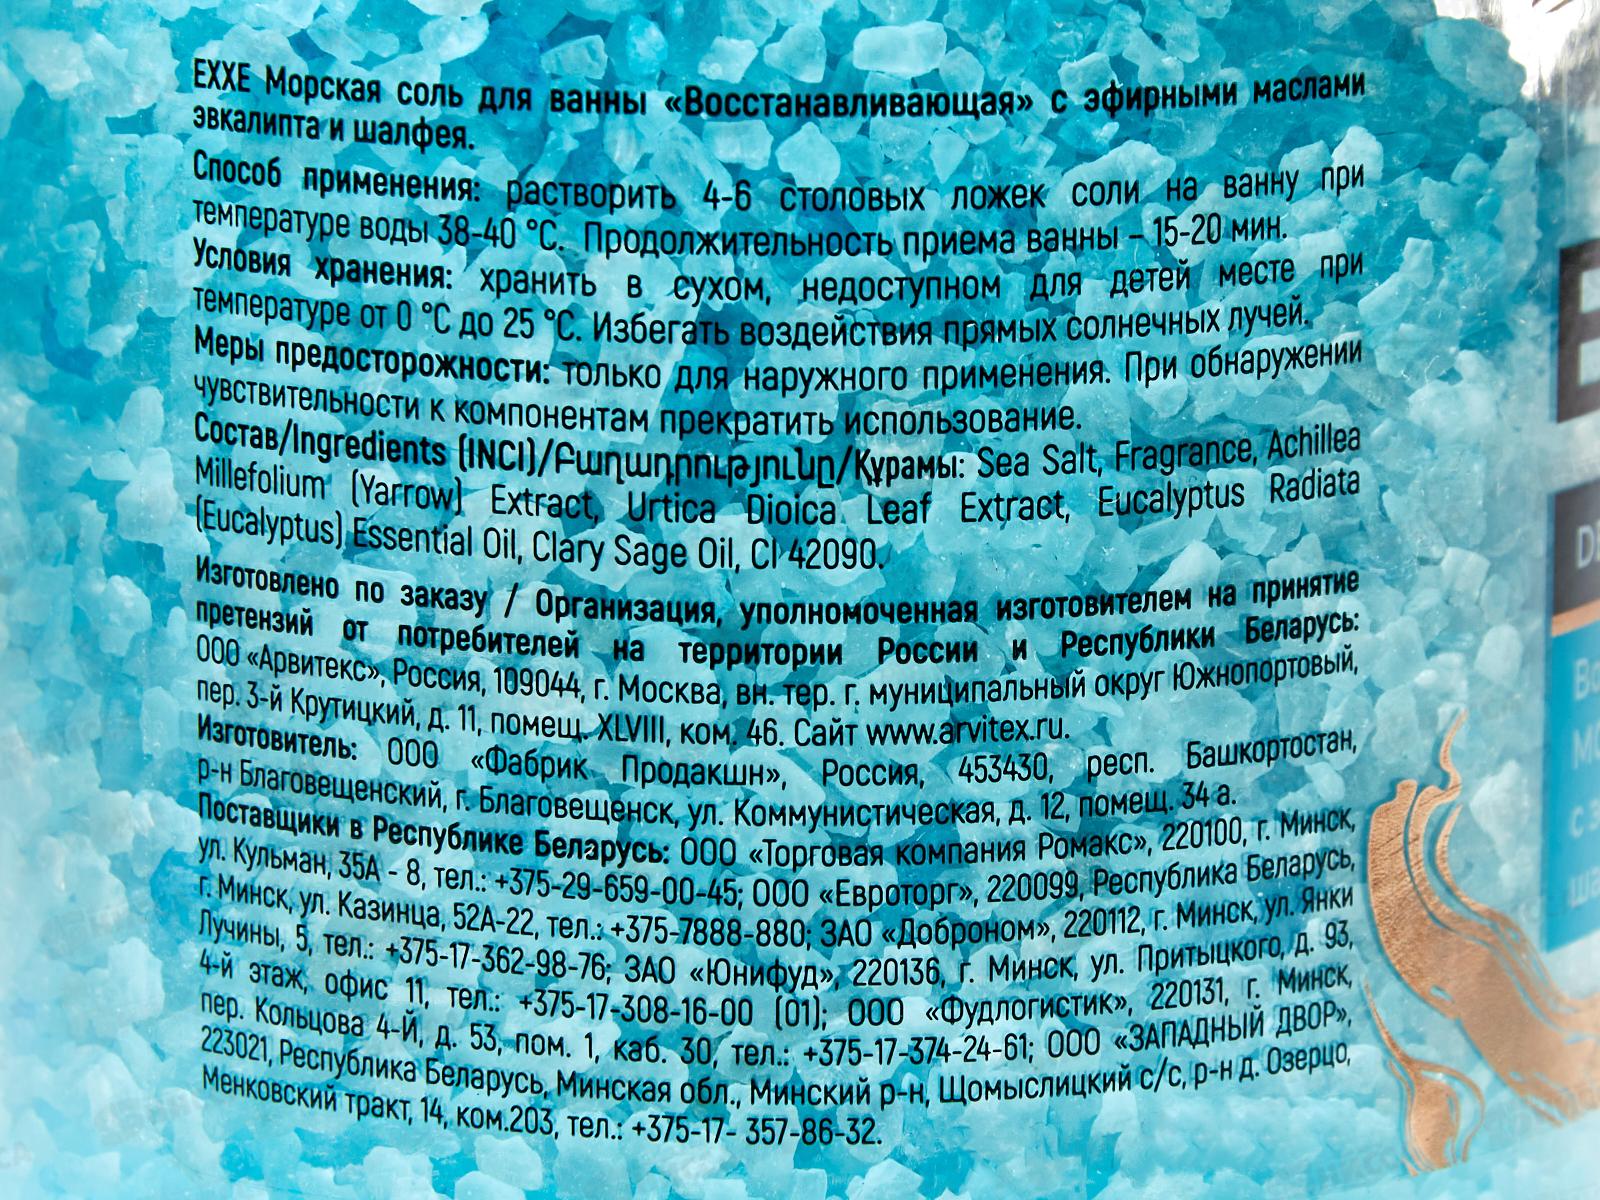 EXXE Морская соль для ванны «Восстанавливающая» с эфирными маслами
эвкалипта и шалфея.
Способ применения: растворить 4-6 столовых ложек соли на ванну при
температуре воды 38-40 °C. Продолжительность приема ванны – 15-20 мин.
Условия хранения: хранить в сухом, недоступном для детей месте при
температуре от 0 °C до 25 °C. Избегать воздействия прямых солнечных лучей.
Меры предосторожности: только для наружного применения. При обнаружении
чувствительности к компонентам прекратить использование.
Состав/Ingredients (INCI)/Բաղադրությունը/Құрамы: Sea Salt, Fragrance, Achillea
Millefolium (Yarrow) Extract, Urtica Dioica Leaf Extract, Eucalyptus Radiata
(Eucalyptus) Essential Oil, Clary Sage Oil, CI 42090.
Изготовлено по заказу / Организация, уполномоченная изготовителем на принятие
претензий от потребителей на территории России и Республики Беларусь:
ООО «Арвитекс», Россия, 109044, г. Москва, вн. тер. г. муниципальный округ Южнопортовый,
пер. 3-й Крутицкий, д. 11, помещ. XLVIII, ком. 46. Сайт www.arvitex.ru.
Изготовитель: ООО «Фабрик Продакшн», Россия, 453430, респ. Башкортостан,
р-н Благовещенский, г. Благовещенск, ул. Коммунистическая, д. 12, помещ. 34 а.
Поставщики в Республике Беларусь: ООО «Торговая компания Ромакс», 220100, г. Минск,
ул. Кульман, 35А - 8, тел.: +375-29-659-00-45; ООО «Евроторг», 220099, Республика Беларусь,
г. Минск, ул. Казинца, 52А-22, тел.: +375-7888-880; ЗАО «Доброном», 220112, г. Минск, ул. Янки
Лучины, 5, тел.: +375-17-362-98-76; ЗАО «Юнифуд», 220136, г. Минск, ул. Притыцкого, д. 93,
4-й этаж, офис 11, тел.: +375-17-308-16-00 (01); ООО «Фудлогистик», 220131, г. Минск,
пер. Кольцова 4-Й, д. 53, пом. 1, каб. 30, тел.: +375-17-374-24-61; ООО «ЗАПАДНЫЙ ДВОР»,
223021, Республика Беларусь, Минская обл., Минский р-н, Щомыслицкий с/с, р-н д. Озерцо,
Менковский тракт, 14, ком.203, тел.: +375-17- 357-86-32.